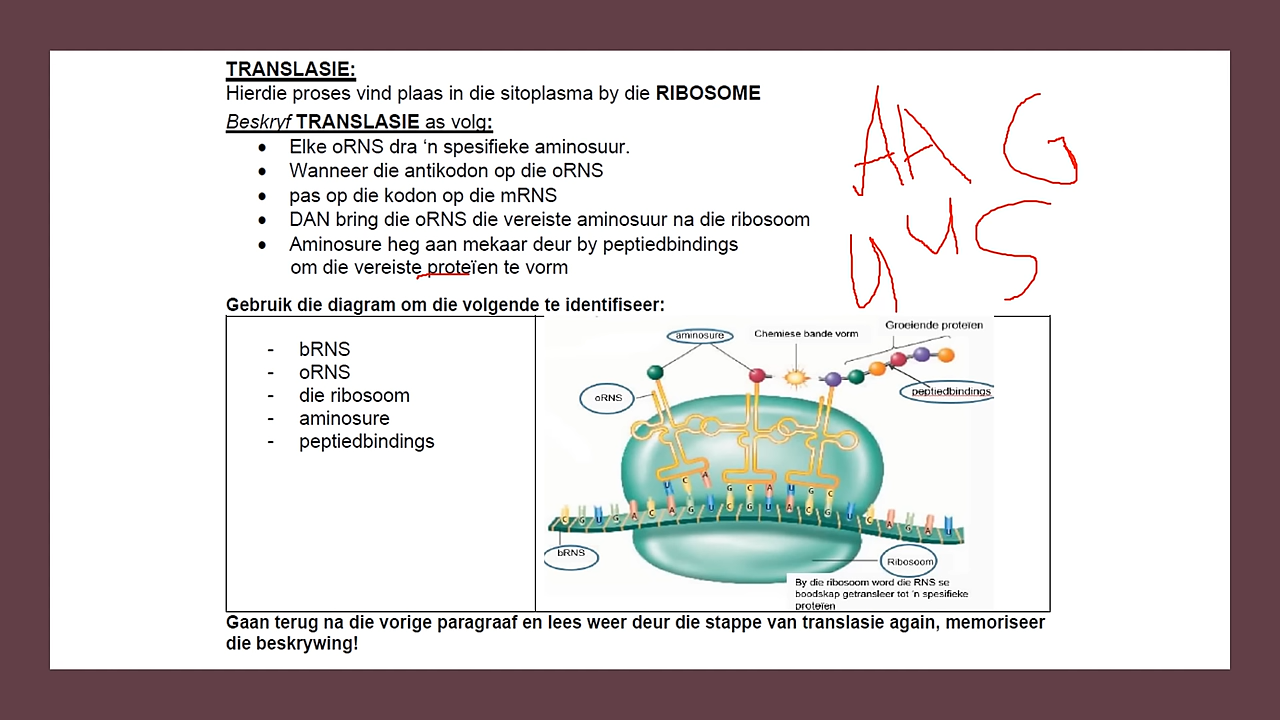 TRANSLASIE:
Hierdie proses vind plaas in die sitoplasma by die RIBOSOME
Beskryf TRANSLASIE as volg:
• Elke oRNS dra ‘n spesifieke aminosuur.
• Wanneer die antikodon op die oRNS
• pas op die kodon op die mRNS
• DAN bring die oRNS die vereiste aminosuur na die ribosoom
• Aminosure heg aan mekaar deur by peptiedbindings
om die vereiste proteïen te vorm
AA G
Gebruik die diagram om die volgende te identifiseer:
- bRNS
- oRNS
- die ribosoom
- aminosure
- peptiedbindings
aminosure
Chemiese bande vorm
Groeiende proteïen
oRNS
peptiedbindings
U C A G C A U G C
C G U G A C A G U C G U A C G U C A G A U
bRNS
Ribosoom
By die ribosoom word die RNS se
boodskap getransleer tot ’n spesifieke
proteïen
Gaan terug na die vorige paragraaf en lees weer deur die stappe van translasie again, memoriseer
die beskrywing!